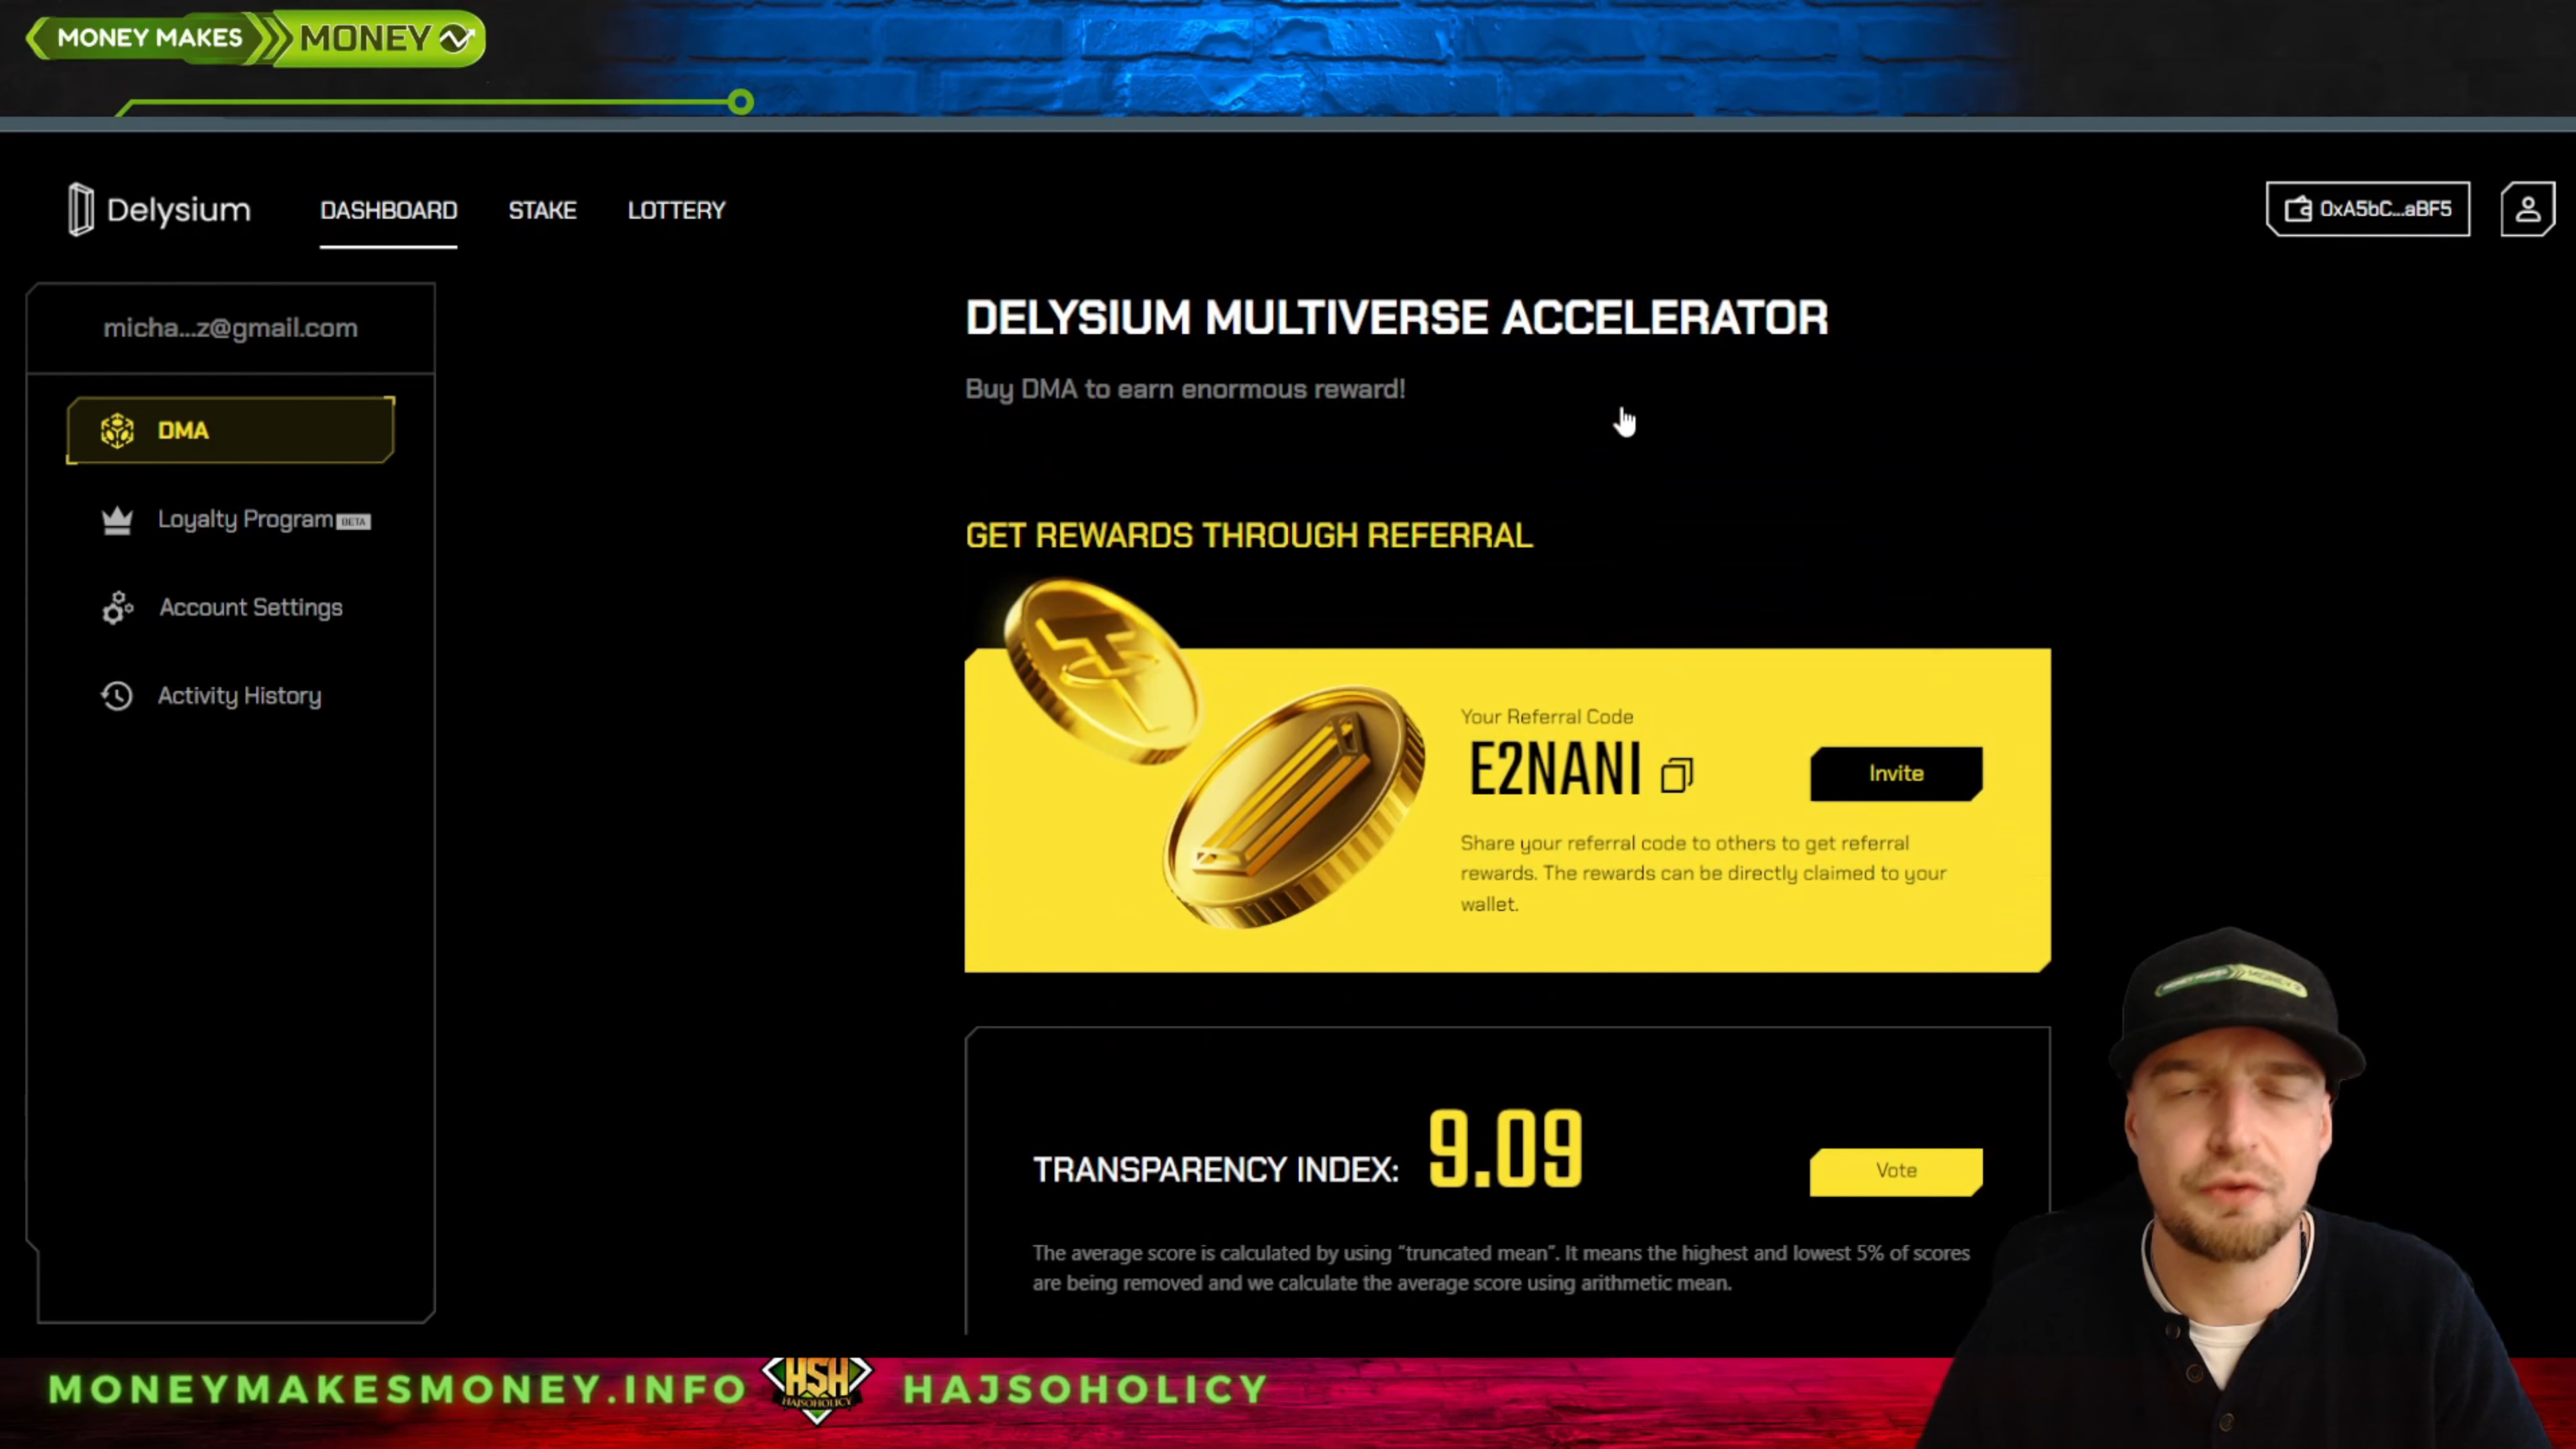 MONEY MAKES MONEY
Delysium
DASHBOARD STAKE LOTTERY
0xA5bC...aBF5
micha...z@gmail.com
DMA
Loyalty Program BETA
Account Settings
Activity History
DELYSIUM MULTIVERSE ACCELERATOR
Buy DMA to earn enormous reward!
GET REWARDS THROUGH REFERRAL
Your Referral Code
E2NANI
Invite
Share your referral code to others to get referral
rewards. The rewards can be directly claimed to your
wallet.
TRANSPARENCY INDEX: 9.09
Vote
The average score is calculated by using "truncated mean". It means the highest and lowest 5% of scores
are being removed and we calculate the average score using arithmetic mean.
MONEYMAKESMONEY.INFO
HSH
HAJSOHOLICY
HAJSOHOLICY